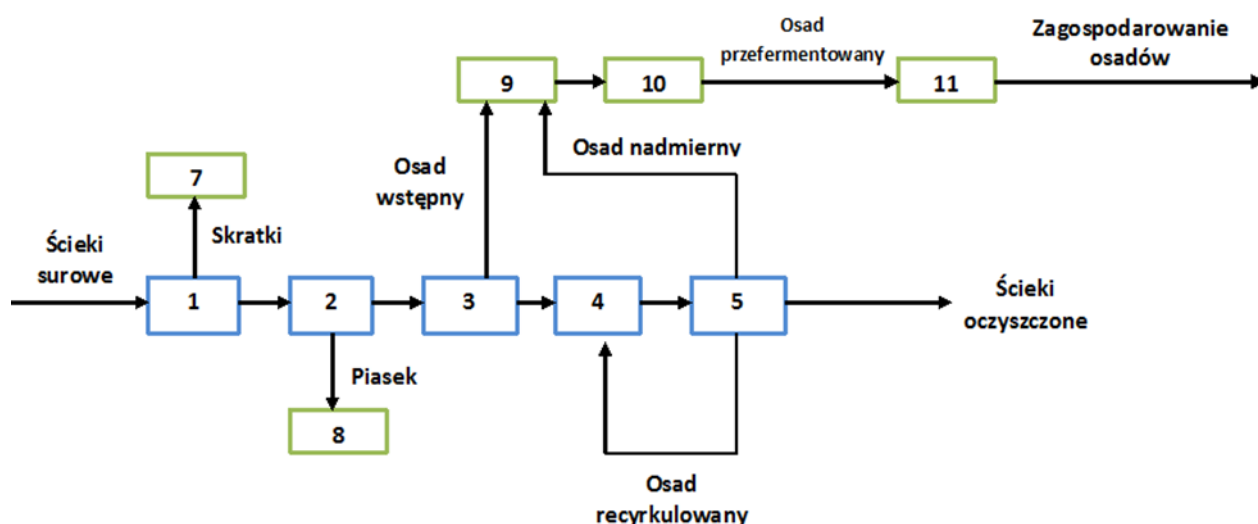 Osad
przefermentowany
Zagospodarowanie
osadów
9
10
11
Osad nadmierny
Osad
wstępny
7
Skratki
Ścieki
surowe
1
2
3
4
5
Ścieki
oczyszczone
Piasek
8
Osad
recyrkulowany